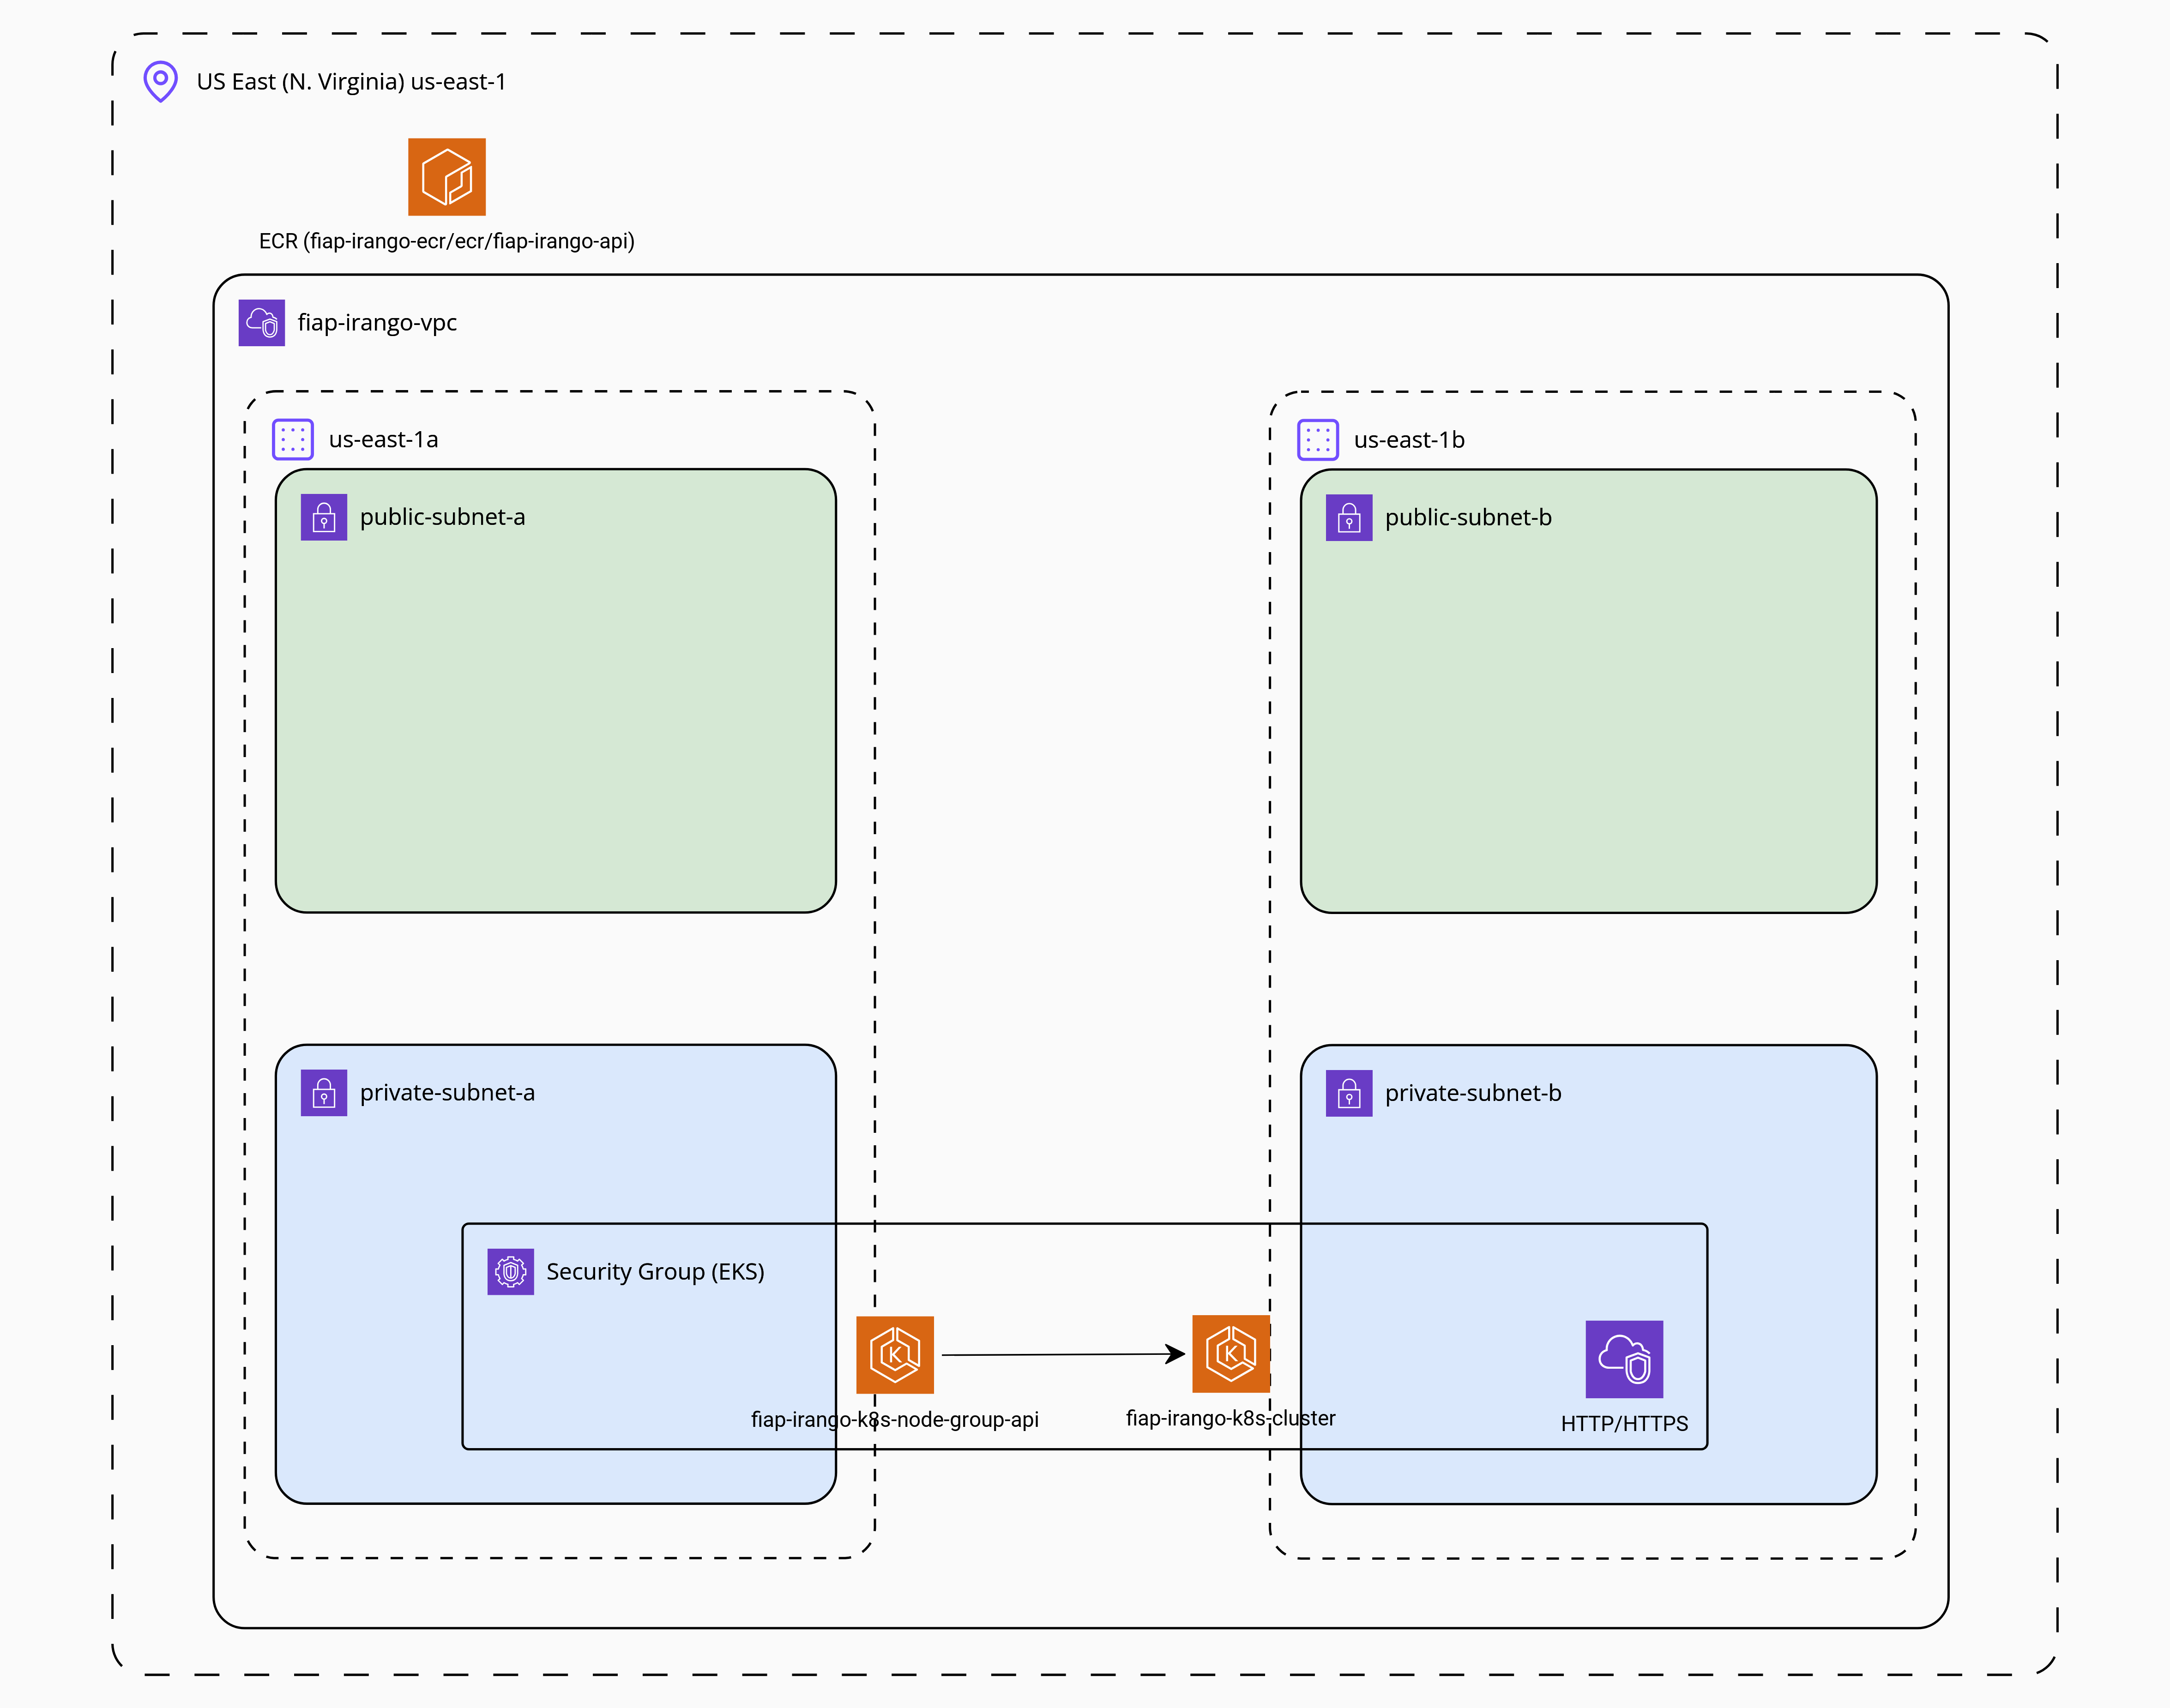 US East (N. Virginia) us-east-1
ECR (fiap-irango-ecr/ecr/fiap-irango-api)
fiap-irango-vpc
us-east-1a
us-east-1b
public-subnet-a
public-subnet-b
private-subnet-a
private-subnet-b
Security Group (EKS)
fiap-irango-k8s-node-group-api
fiap-irango-k8s-cluster
HTTP/HTTPS